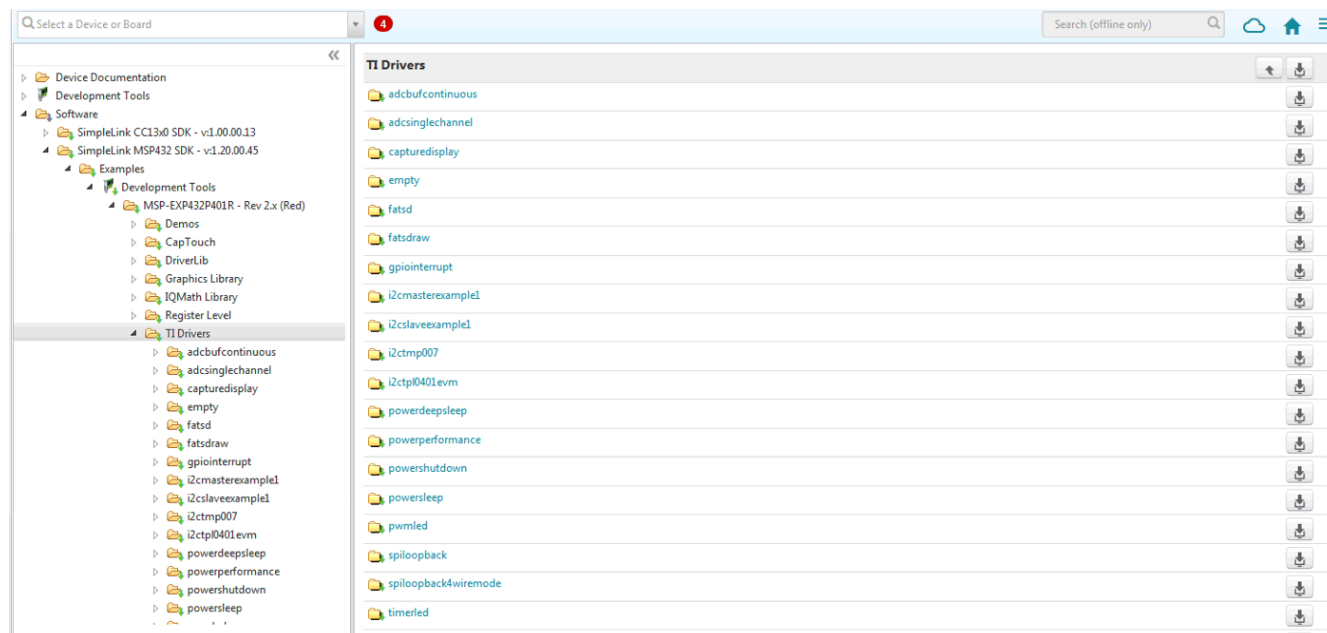 Select a Device or Board
4
Search (offline only)
Device Documentation
Development Tools
Software
SimpleLink CC13x0 SDK - v:1.00.00.13
SimpleLink MSP432 SDK - v:1.20.00.45
Examples
Development Tools
MSP-EXP432P401R - Rev 2.x (Red)
Demos
CapTouch
DriverLib
Graphics Library
IQMath Library
Register Level
TI Drivers
adcbufcontinuous
adcsinglechannel
capturedisplay
empty
fatsd
fatsdraw
gpiointerrupt
i2cmasterexample1
i2cslaveexample1
i2ctmp007
i2ctpl0401evm
powerdeepsleep
powerperformance
powershutdown
powersleep
TI Drivers
adcbufcontinuous
adcsinglechannel
capturedisplay
empty
fatsd
fatsdraw
gpiointerrupt
i2cmasterexample1
i2cslaveexample1
i2ctmp007
i2ctpl0401evm
powerdeepsleep
powerperformance
powershutdown
powersleep
pwmled
spiloopback
spiloopback4wiremode
timerled